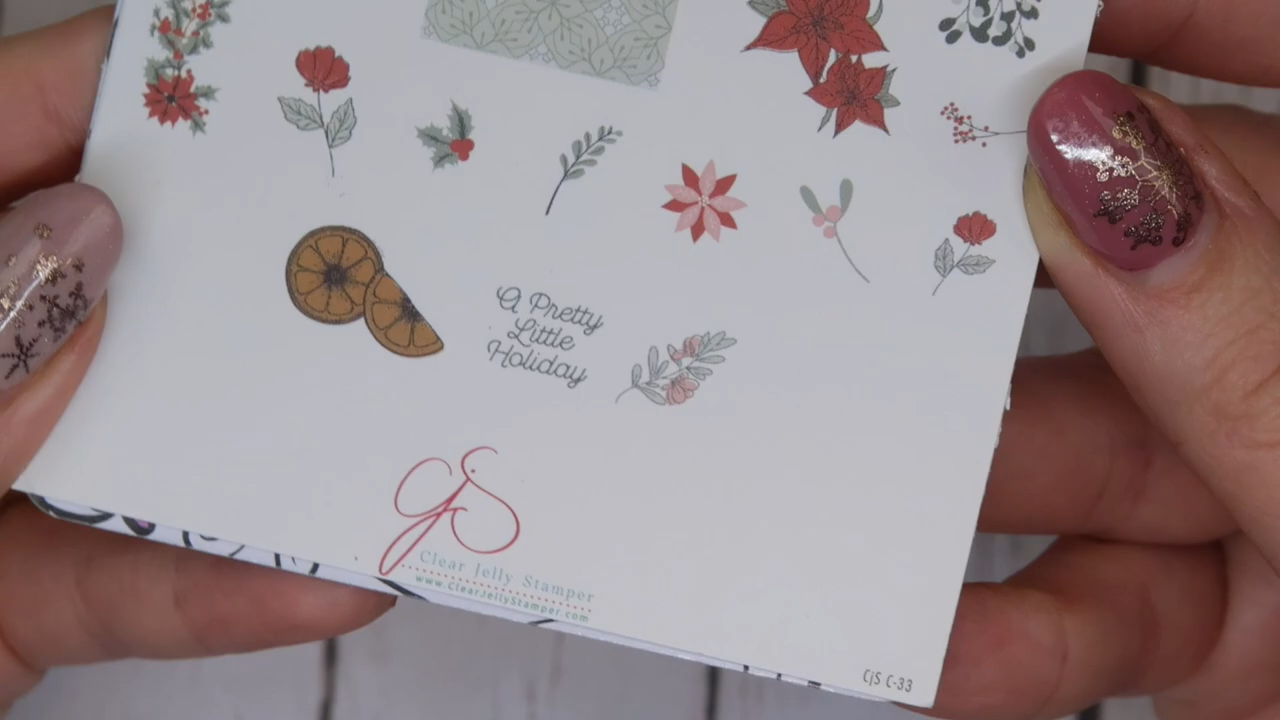 A Pretty
Little
Holiday
CjS
Clear Jelly Stamper
www.ClearJellyStamper.com
CjS C-33